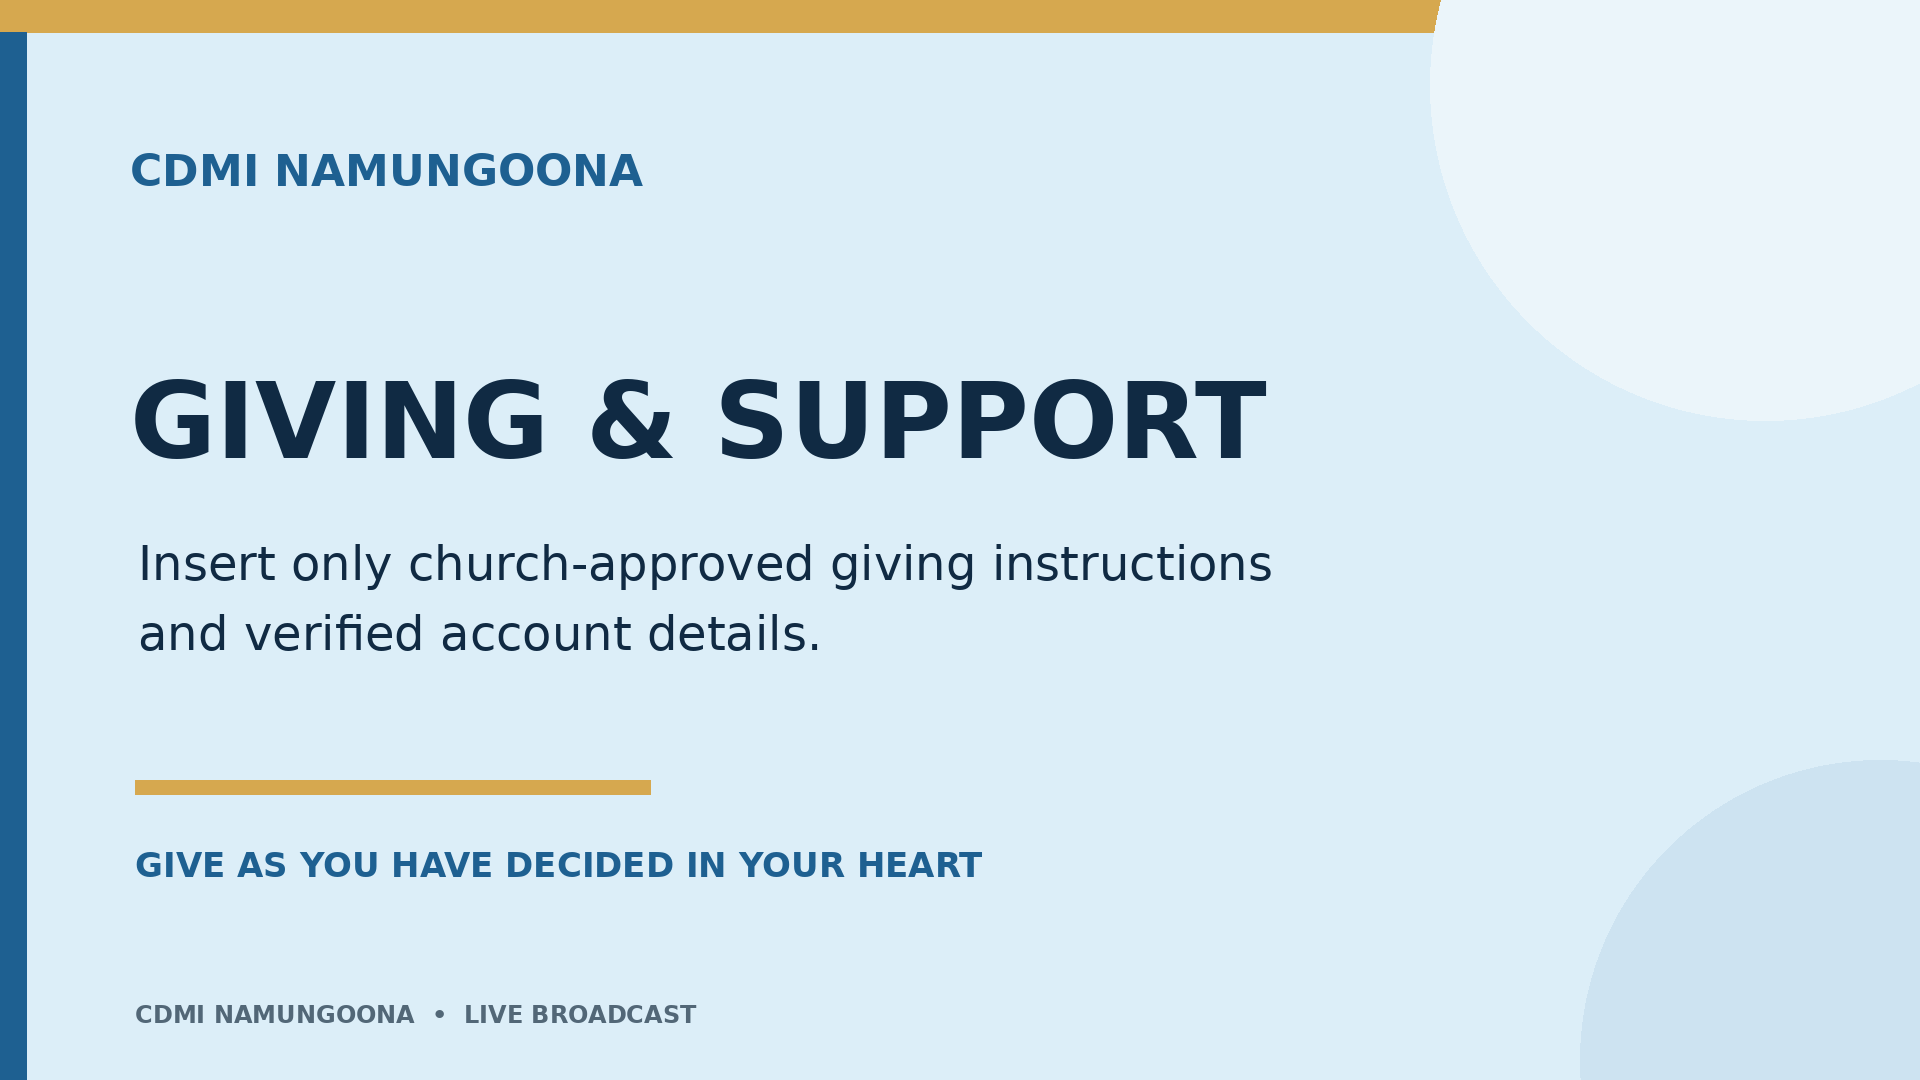 CDMI NAMUNGOONA
GIVING & SUPPORT
Insert only church-approved giving instructions
and verified account details.
GIVE AS YOU HAVE DECIDED IN YOUR HEART
CDMI NAMUNGOONA • LIVE BROADCAST